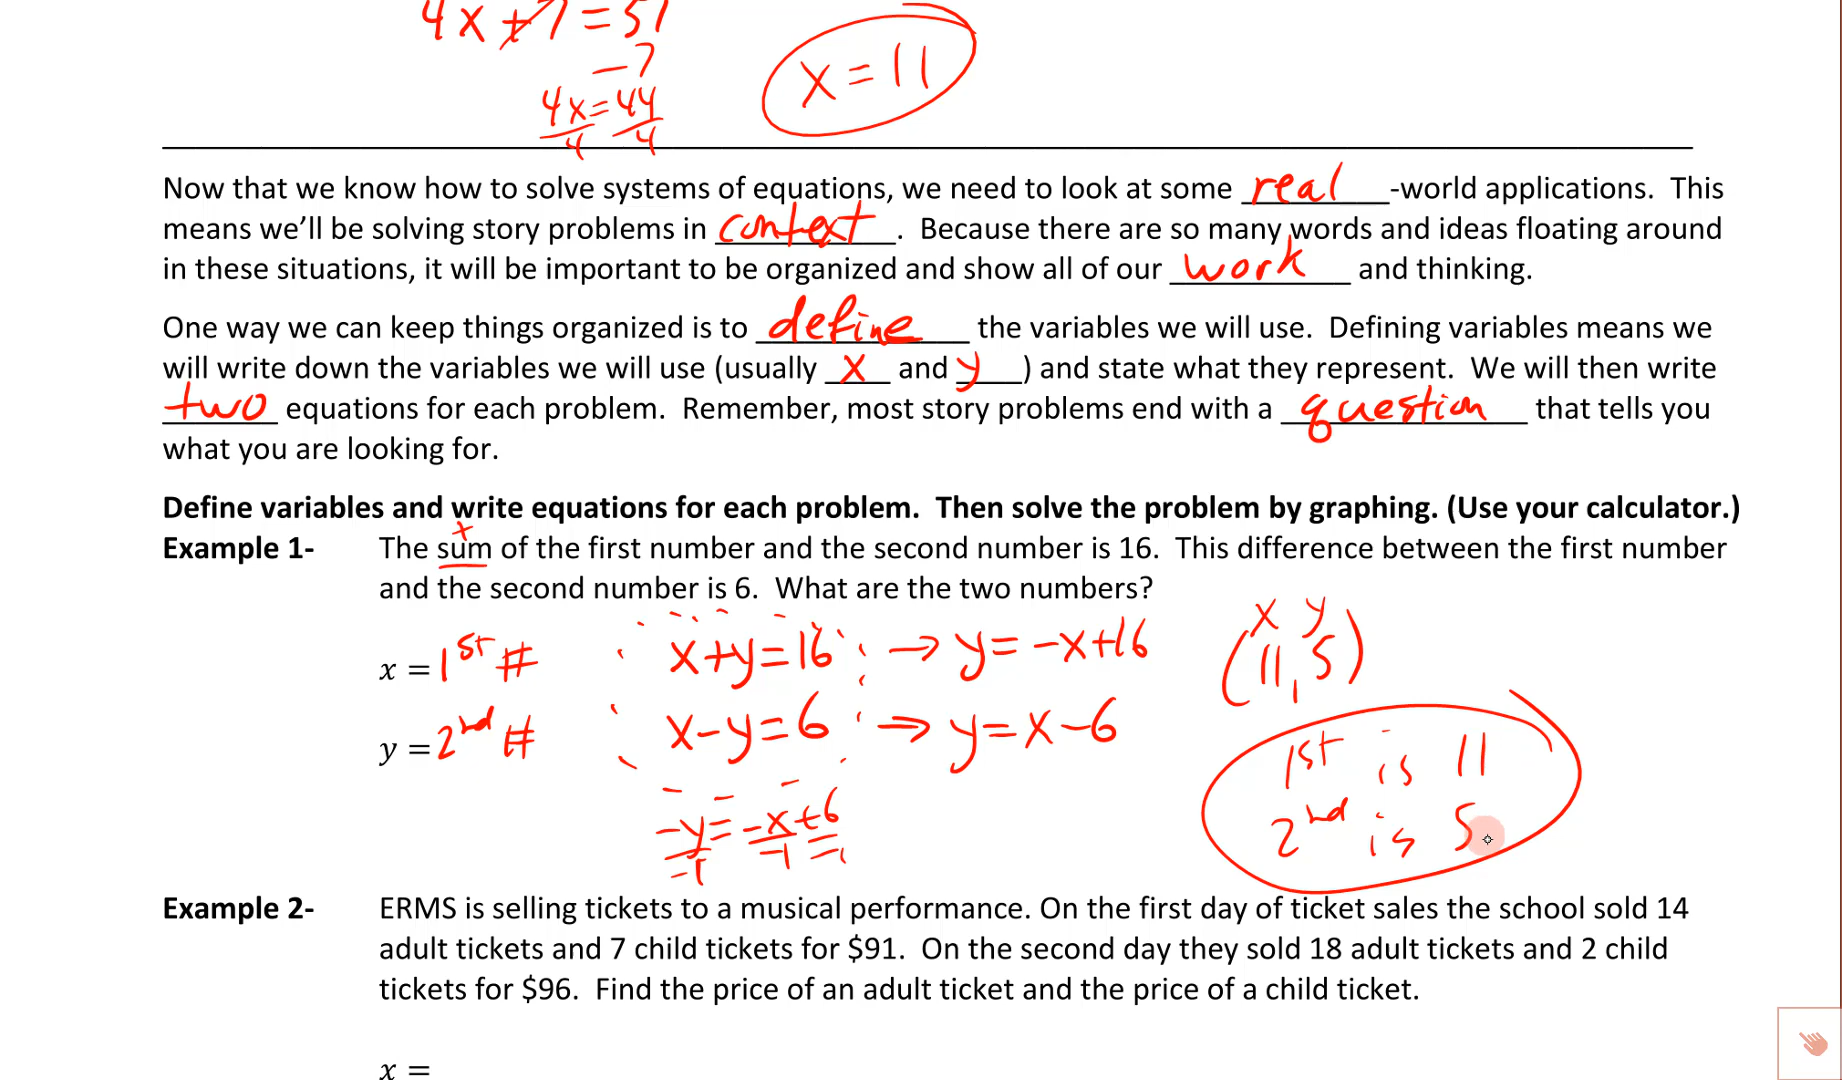 4x + 7 = 51
- 7
4x = 44
4 4
x = 11
Now that we know how to solve systems of equations, we need to look at some real -world applications. This
means we’ll be solving story problems in context. Because there are so many words and ideas floating around
in these situations, it will be important to be organized and show all of our work and thinking.
One way we can keep things organized is to define the variables we will use. Defining variables means we
will write down the variables we will use (usually x and y) and state what they represent. We will then write
two equations for each problem. Remember, most story problems end with a question that tells you
what you are looking for.
Define variables and write equations for each problem. Then solve the problem by graphing. (Use your calculator.)
+
Example 1- The sum of the first number and the second number is 16. This difference between the first number
and the second number is 6. What are the two numbers?
x y
x = 1st # x+y=16 → y= -x+16 (11, 5)
y = 2nd # x-y=6 → y=x-6
1st is 11
-y = -x+6 2nd is 5
-1 -1 -1
Example 2- ERMS is selling tickets to a musical performance. On the first day of ticket sales the school sold 14
adult tickets and 7 child tickets for $91. On the second day they sold 18 adult tickets and 2 child
tickets for $96. Find the price of an adult ticket and the price of a child ticket.
x =